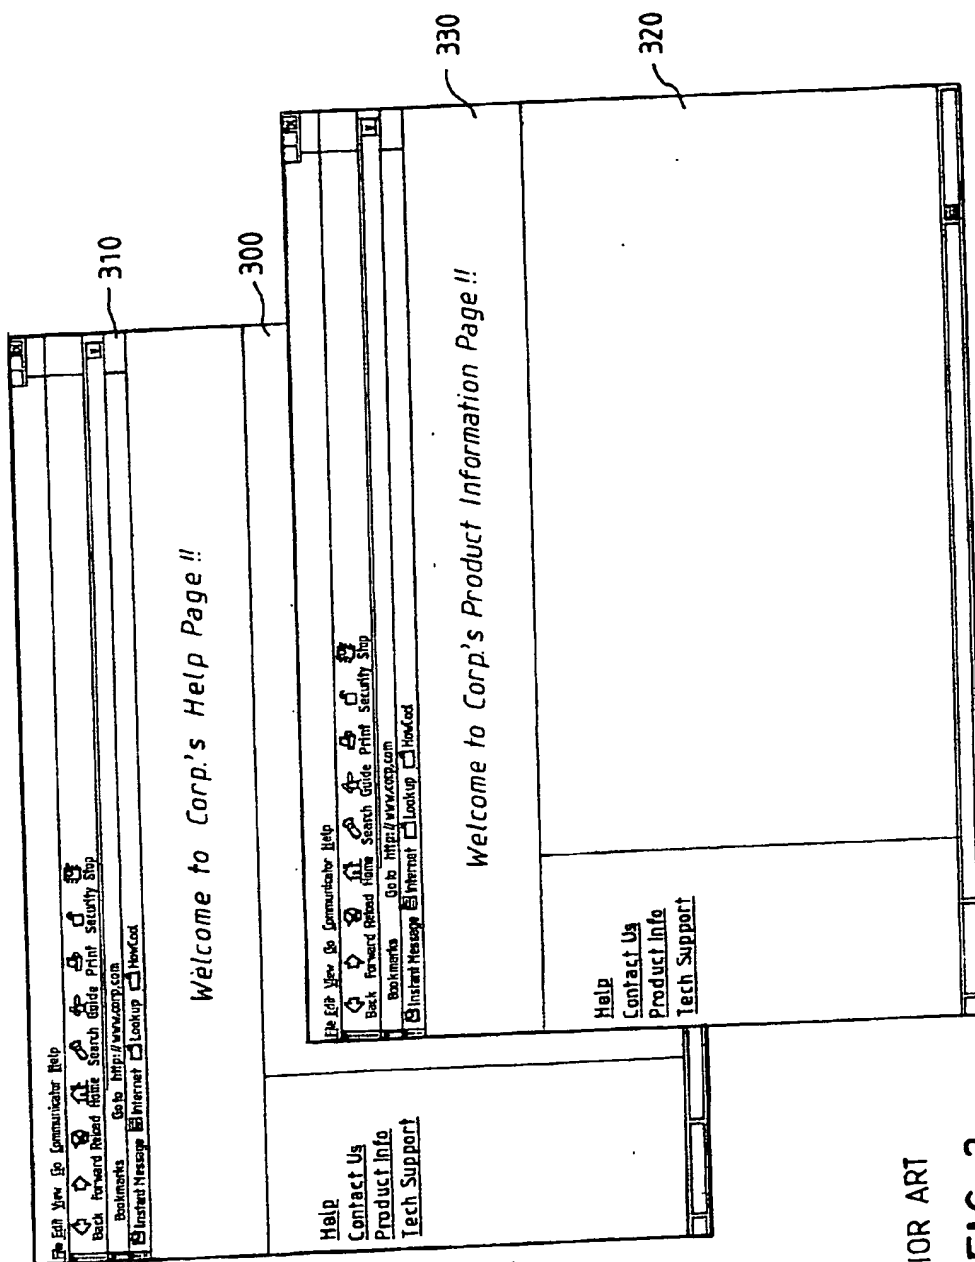 File Edit View Go Communicator Help
Back Forward Reload Home Search Guide Print Security Stop
Bookmarks Go to http://www.corp.com
Instant Message Internet Lookup HowCool
310
Welcome to Corp.'s Help Page!!
300
Help
Contact Us
Product Info
Tech Support
File Edit View Go Communicator Help
Back Forward Reload Home Search Guide Print Security Stop
Bookmarks Go to http://www.corp.com
Instant Message Internet Lookup HowCool
Welcome to Corp.'s Product Information Page!!
330
Help
Contact Us
Product Info
Tech Support
320
IOR ART